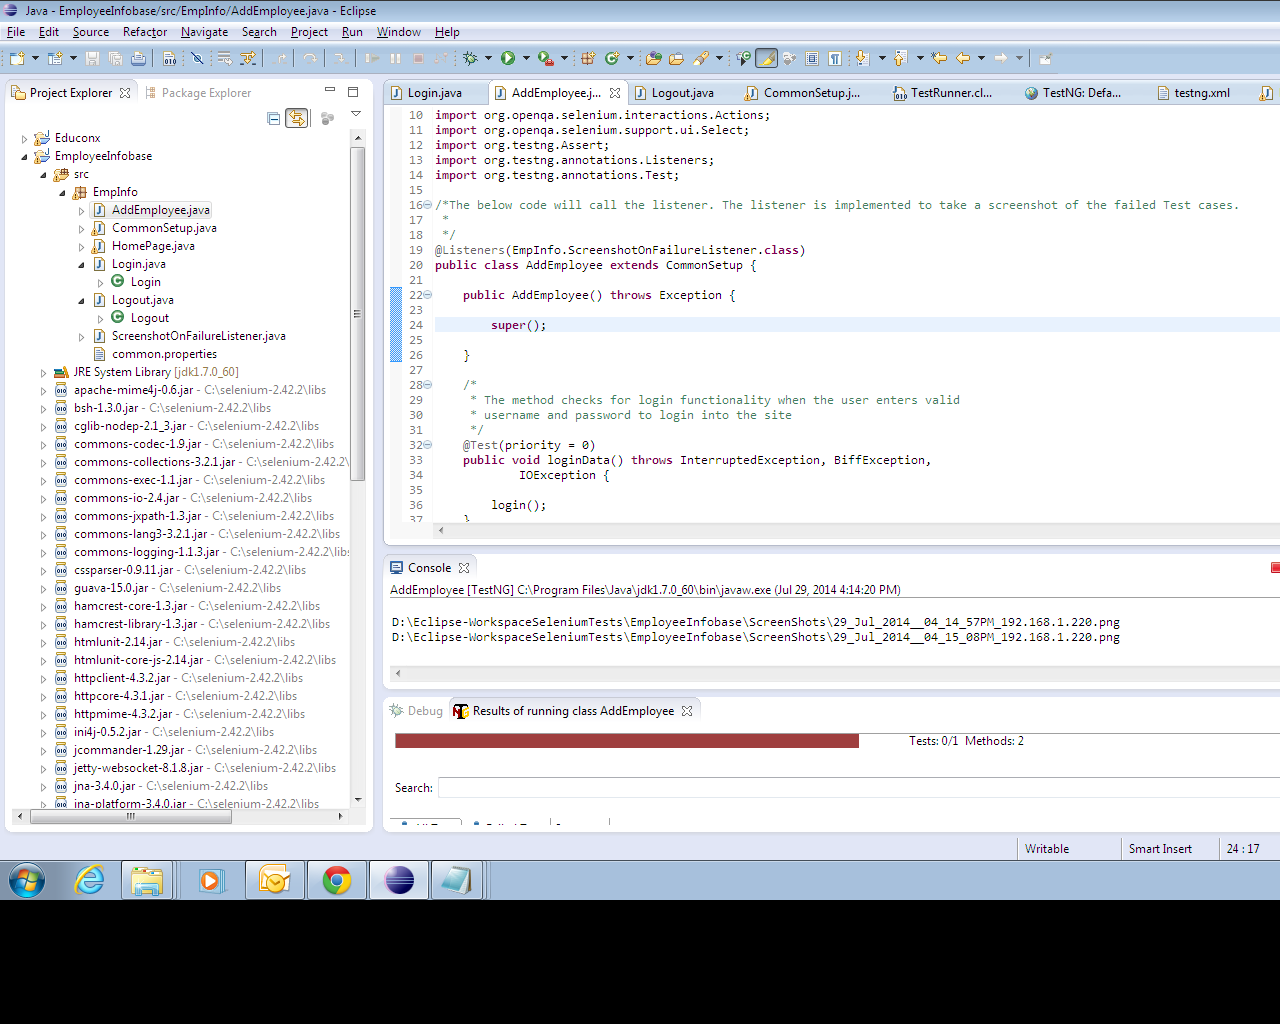 Java - EmployeeInfobase/src/EmpInfo/AddEmployee.java - Eclipse
File Edit Source Refactor Navigate Search Project Run Window Help
Project Explorer Package Explorer
Educonx
EmployeeInfobase
src
EmpInfo
AddEmployee.java
CommonSetup.java
HomePage.java
Login.java
Login
Logout.java
Logout
ScreenshotOnFailureListener.java
common.properties
JRE System Library [jdk1.7.0_60]
apache-mime4j-0.6.jar - C:\selenium-2.42.2\libs
bsh-1.3.0.jar - C:\selenium-2.42.2\libs
cglib-nodep-2.1_3.jar - C:\selenium-2.42.2\libs
commons-codec-1.9.jar - C:\selenium-2.42.2\libs
commons-collections-3.2.1.jar - C:\selenium-2.42.2\
commons-exec-1.1.jar - C:\selenium-2.42.2\libs
commons-io-2.4.jar - C:\selenium-2.42.2\libs
commons-jxpath-1.3.jar - C:\selenium-2.42.2\libs
commons-lang3-3.2.1.jar - C:\selenium-2.42.2\libs
commons-logging-1.1.3.jar - C:\selenium-2.42.2\lib
cssparser-0.9.11.jar - C:\selenium-2.42.2\libs
guava-15.0.jar - C:\selenium-2.42.2\libs
hamcrest-core-1.3.jar - C:\selenium-2.42.2\libs
hamcrest-library-1.3.jar - C:\selenium-2.42.2\libs
htmlunit-2.14.jar - C:\selenium-2.42.2\libs
htmlunit-core-js-2.14.jar - C:\selenium-2.42.2\libs
httpclient-4.3.2.jar - C:\selenium-2.42.2\libs
httpcore-4.3.1.jar - C:\selenium-2.42.2\libs
httpmime-4.3.2.jar - C:\selenium-2.42.2\libs
ini4j-0.5.2.jar - C:\selenium-2.42.2\libs
jcommander-1.29.jar - C:\selenium-2.42.2\libs
jetty-websocket-8.1.8.jar - C:\selenium-2.42.2\libs
jna-3.4.0.jar - C:\selenium-2.42.2\libs
jna-platform-3.4.0.jar - C:\selenium-2.42.2\libs
Login.java AddEmployee.j... Logout.java CommonSetup.j... TestRunner.cl... TestNG: Defa... testng.xml
10 import org.openqa.selenium.interactions.Actions;
11 import org.openqa.selenium.support.ui.Select;
12 import org.testng.Assert;
13 import org.testng.annotations.Listeners;
14 import org.testng.annotations.Test;
15
16 /*The below code will call the listener. The listener is implemented to take a screenshot of the failed Test cases.
17 *
18 */
19 @Listeners(EmpInfo.ScreenshotOnFailureListener.class)
20 public class AddEmployee extends CommonSetup {
21
22 public AddEmployee() throws Exception {
23
24 super();
25
26 }
27
28 /*
29 * The method checks for login functionality when the user enters valid
30 * username and password to login into the site
31 */
32 @Test(priority = 0)
33 public void loginData() throws InterruptedException, BiffException,
34 IOException {
35
36 login();
37 }
Console
AddEmployee [TestNG] C:\Program Files\Java\jdk1.7.0_60\bin\javaw.exe (Jul 29, 2014 4:14:20 PM)
D:\Eclipse-WorkspaceSeleniumTests\EmployeeInfobase\ScreenShots\29_Jul_2014__04_14_57PM_192.168.1.220.png
D:\Eclipse-WorkspaceSeleniumTests\EmployeeInfobase\ScreenShots\29_Jul_2014__04_15_08PM_192.168.1.220.png
Debug Results of running class AddEmployee
Tests: 0/1 Methods: 2
Search:
Writable Smart Insert 24 : 17